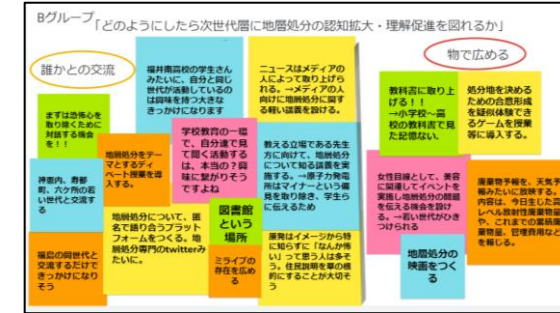 Bグループ
「どのようにしたら次世代層に地層処分の認知拡大・理解促進を図れるか」
誰かとの交流
物で広める
福井南高校の学生さん
みたいに、自分と同じ
世代が活動しているの
は興味を持つ大きな
きっかけになります
ニュースはメディアの
人によって取り上げら
れる。→メディアの人
向けに地層処分に関す
る軽い講義を設ける。
教科書に取り上
げる!!
→小学校~高
校の教科書で見
た記憶ない。
処分地を決める
ための合意形成
を疑似体験でき
るゲームを授業
等に導入する。
まずは恐怖心を
取り除くために
対話する機会
を!!
地層処分をテー
マとするディ
ベート授業を導
入する。
学校教育の一環
で、自分達で見
て聞く活動する
は、本当の?興
味に繋がりそう
ですよね
教える立場である先生
方に向けて、地層処分
について知る講義を実
施する。→原子力発電
所はマイナーという偏
見を取り除き、学生ら
に伝えるため
女性目線として、美容
に関連してイベントを
実施し地層処分の問題
を伝える機会を設け
る。→若い世代がひき
つけられる
廃棄物予報を、天気予
報みたいに放映する。
内容は、今日生じた高
レベル放射性廃棄物量
や、これまでの累積廃
棄物量、管理費用など
を報じる。
神恵内、寿都
町、六ケ所の若
い世代と交流す
る
地層処分について、匿
名で語り合うプラット
フォームをつくる。地
層処分専門のtwitterみ
たいに。
図書館
という
場所
ミライブの
存在を広め
る
原発はイメージから特
に知らずに「なんか怖
い」って思う人は多そ
う。住民説明を草の根
的にすることが大切そ
う
地層処分の
映画をつく
る
福島の同世代と
交流するだけで
きっかけになり
そう